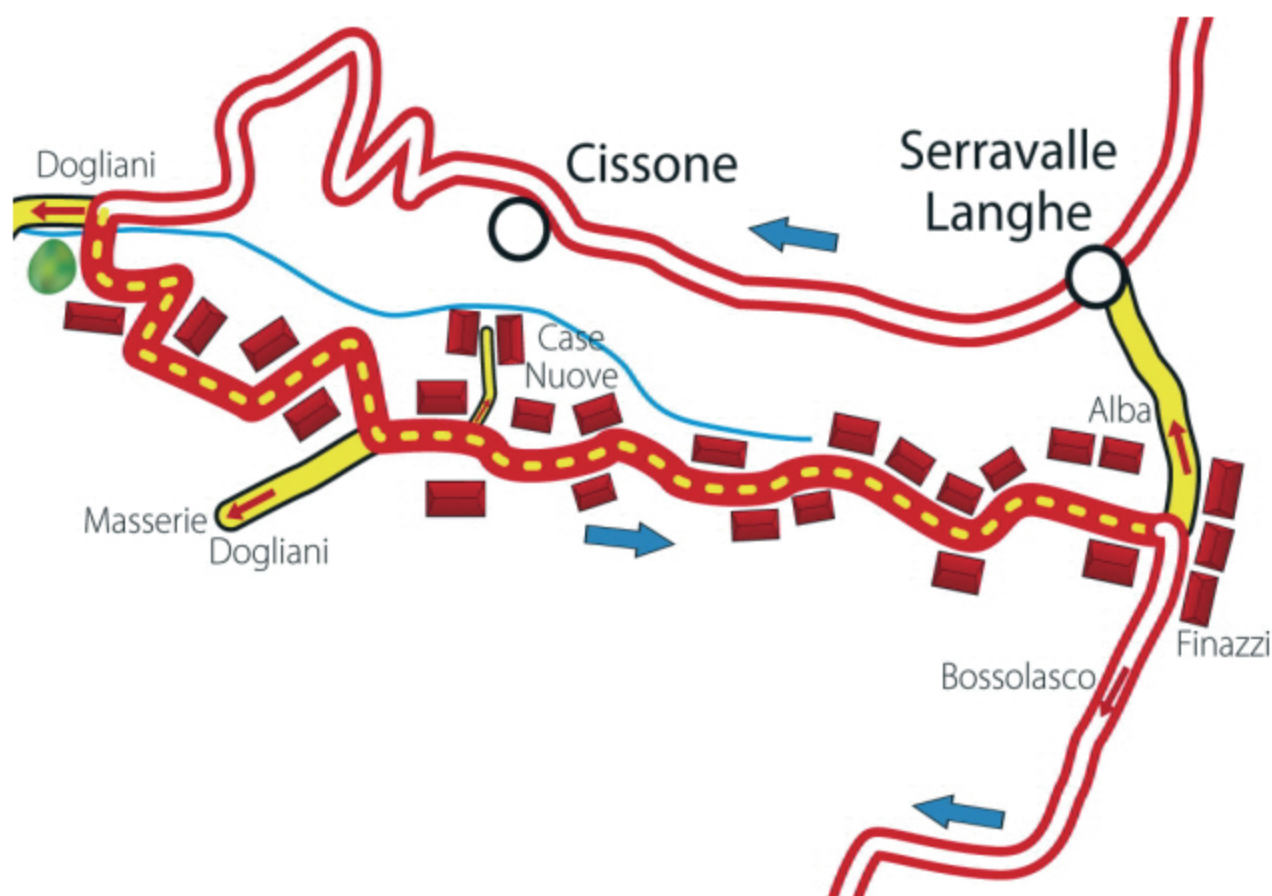 Dogliani
Cissone
Serravalle
Langhe
Case
Nuove
Alba
Masserie
Dogliani
Finazzi
Bossolasco